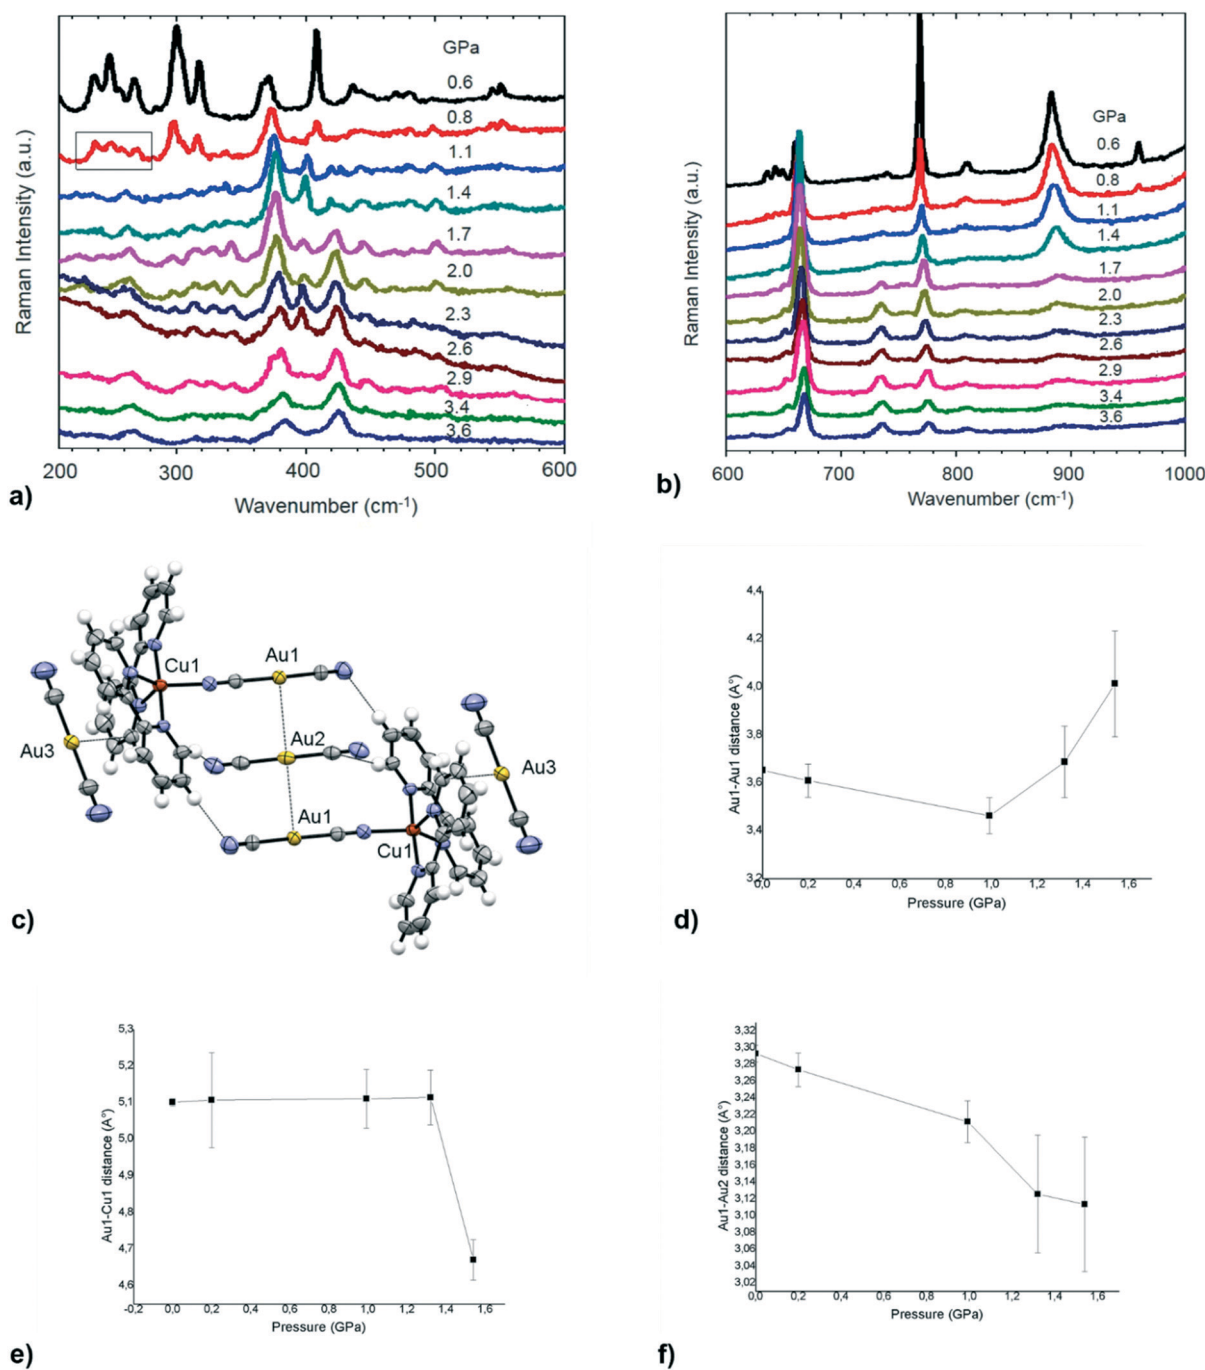 GPa
0.6
0.8
1.1
1.4
1.7
2.0
2.3
2.6
2.9
3.4
3.6
Raman Intensity (a.u.)
200 300 400 500 600
Wavenumber (cm-1)
a)
GPa
0.6
0.8
1.1
1.4
1.7
2.0
2.3
2.6
2.9
3.4
3.6
Raman Intensity (a.u.)
600 700 800 900 1000
Wavenumber (cm-1)
b)
Cu1
Au1
Au3
Au2
Au3
Au1
Cu1
c)
4,4
4,2
4,0
3,8
3,6
3,4
3,2
Au1-Au1 distance (A°)
0,0 0,2 0,4 0,6 0,8 1,0 1,2 1,4 1,6
Pressure (GPa)
d)
5,3
5,2
5,1
5,0
4,9
4,8
4,7
4,6
Au1-Cu1 distance (A°)
-0,2 0,0 0,2 0,4 0,6 0,8 1,0 1,2 1,4 1,6
Pressure (GPa)
e)
3,32
3,30
3,28
3,26
3,24
3,22
3,20
3,18
3,16
3,14
3,12
3,10
3,08
3,06
3,04
3,02
Au1-Au2 distance (A°)
0,0 0,2 0,4 0,6 0,8 1,0 1,2 1,4 1,6
Pressure (GPa)
f)